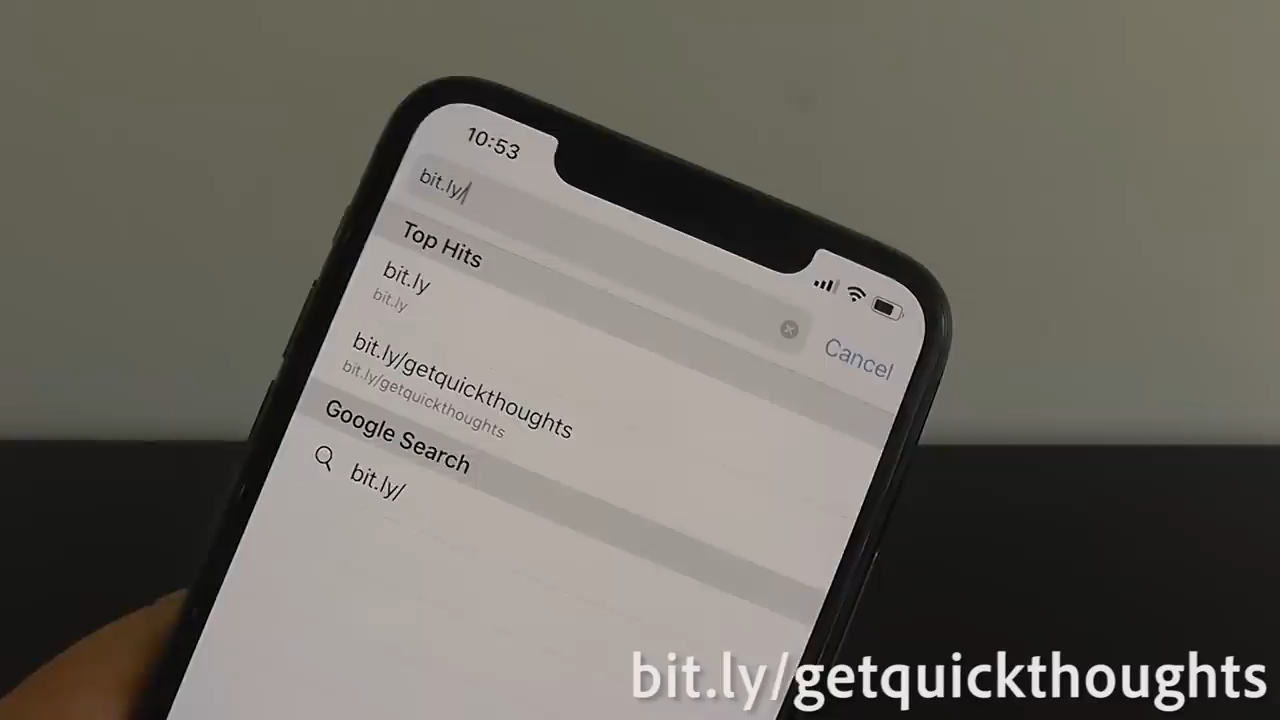 10:53
bit.ly/
Cancel
Top Hits
bit.ly
bit.ly
bit.ly/getquickthoughts
bit.ly/getquickthoughts
Google Search
bit.ly/
bit.ly/getquickthoughts